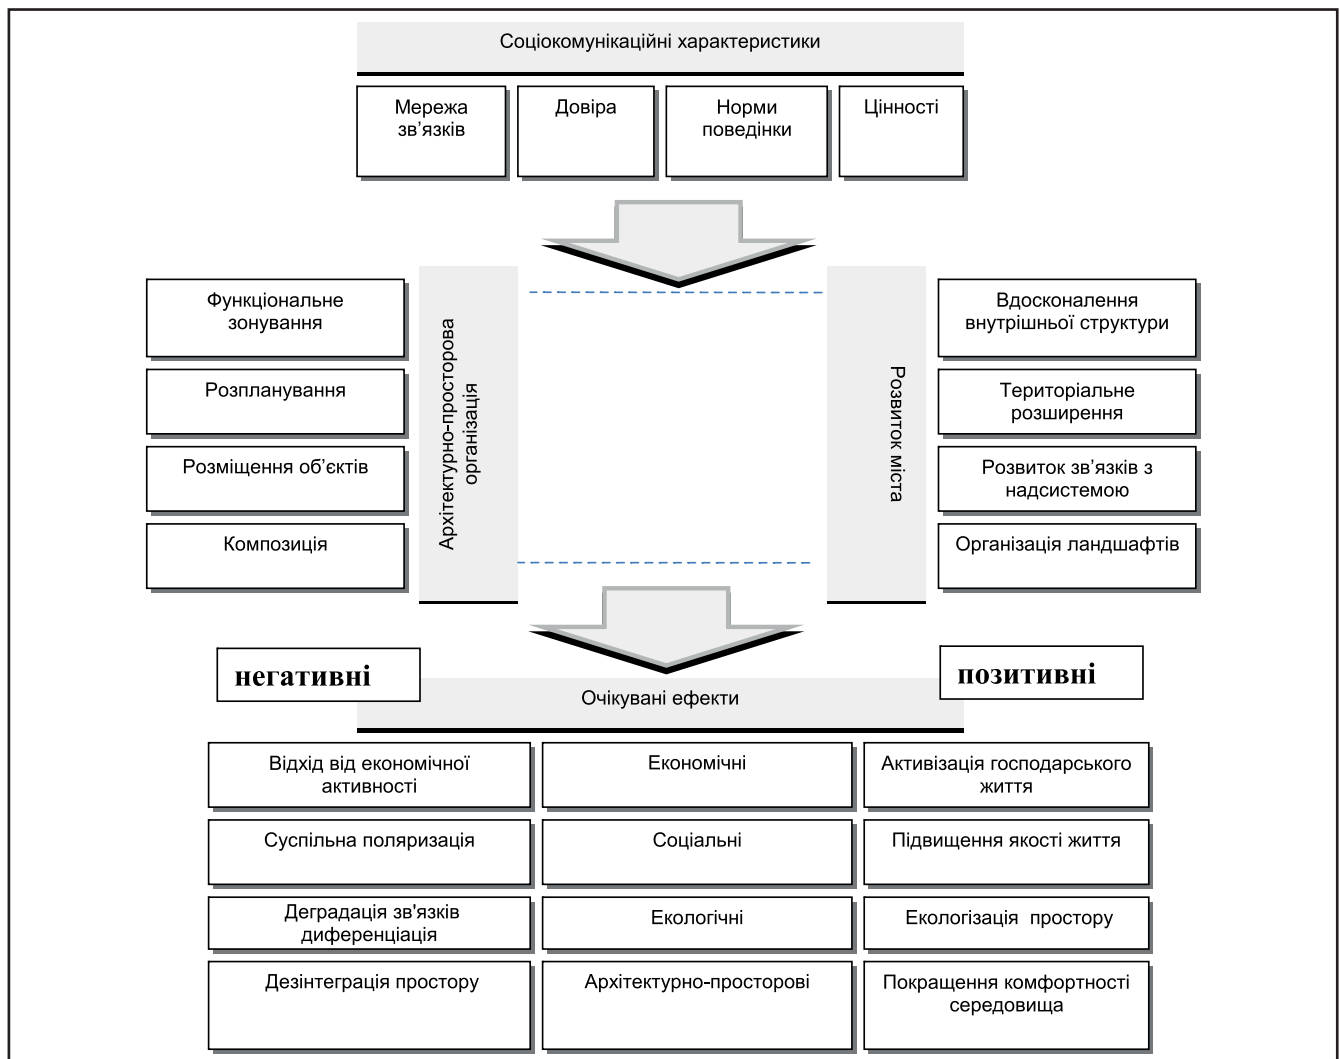 Соціокомунікаційні характеристики
Мережа
зв’язків
Довіра
Норми
поведінки
Цінності
Функціональне
зонування
Розпланування
Розміщення об’єктів
Композиція
Архітектурно-просторова
організація
Розвиток міста
Вдосконалення
внутрішньої структури
Територіальне
розширення
Розвиток зв’язків з
надсистемою
Організація ландшафтів
негативні
позитивні
Очікувані ефекти
Відхід від економічної
активності
Економічні
Активізація господарського
життя
Суспільна поляризація
Соціальні
Підвищення якості життя
Деградація зв'язків
диференціація
Екологічні
Екологізація простору
Дезінтеграція простору
Архітектурно-просторові
Покращення комфортності
середовища